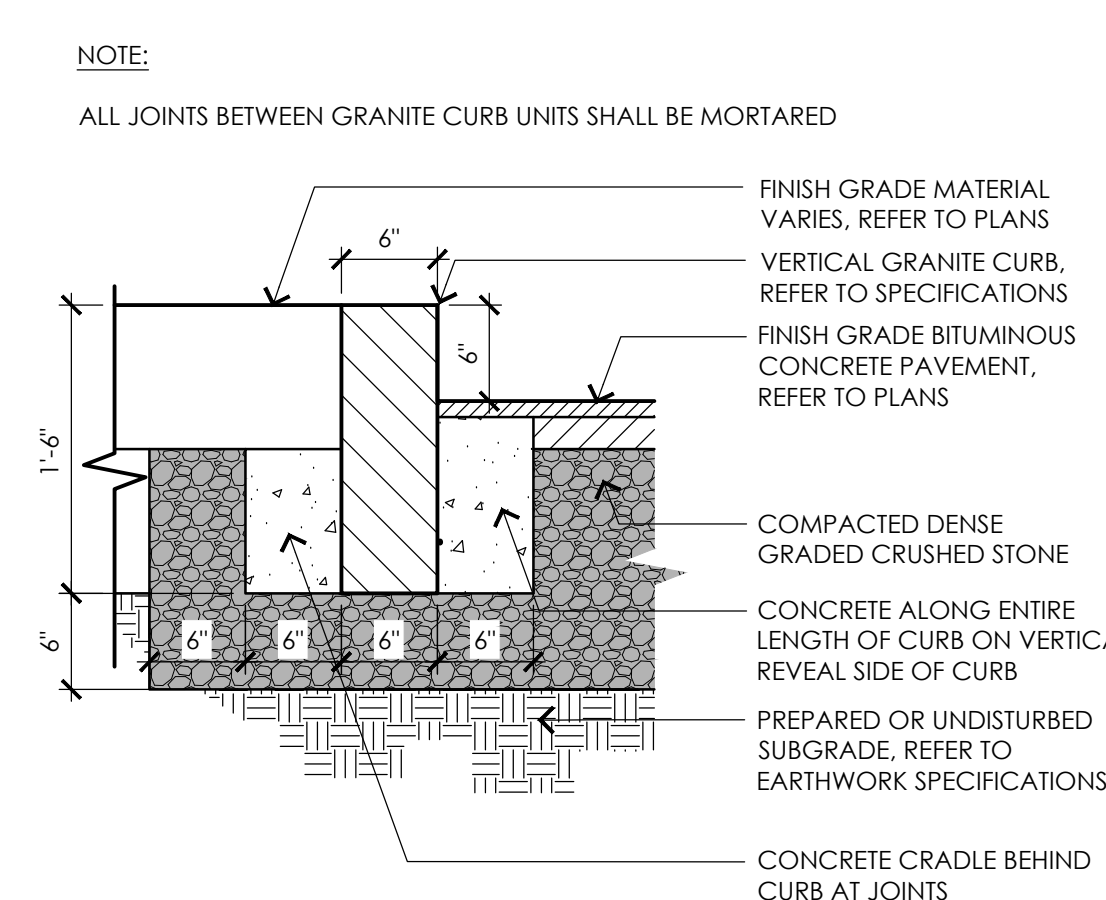 NOTE:
ALL JOINTS BETWEEN GRANITE CURB UNITS SHALL BE MORTARED
FINISH GRADE MATERIAL
VARIES, REFER TO PLANS
6"
VERTICAL GRANITE CURB,
REFER TO SPECIFICATIONS
6"
FINISH GRADE BITUMINOUS
CONCRETE PAVEMENT,
REFER TO PLANS
1'-6"
COMPACTED DENSE
GRADED CRUSHED STONE
CONCRETE ALONG ENTIRE
LENGTH OF CURB ON VERTICA
REVEAL SIDE OF CURB
6"
6" 6" 6" 6"
PREPARED OR UNDISTURBED
SUBGRADE, REFER TO
EARTHWORK SPECIFICATIONS
CONCRETE CRADLE BEHIND
CURB AT JOINTS